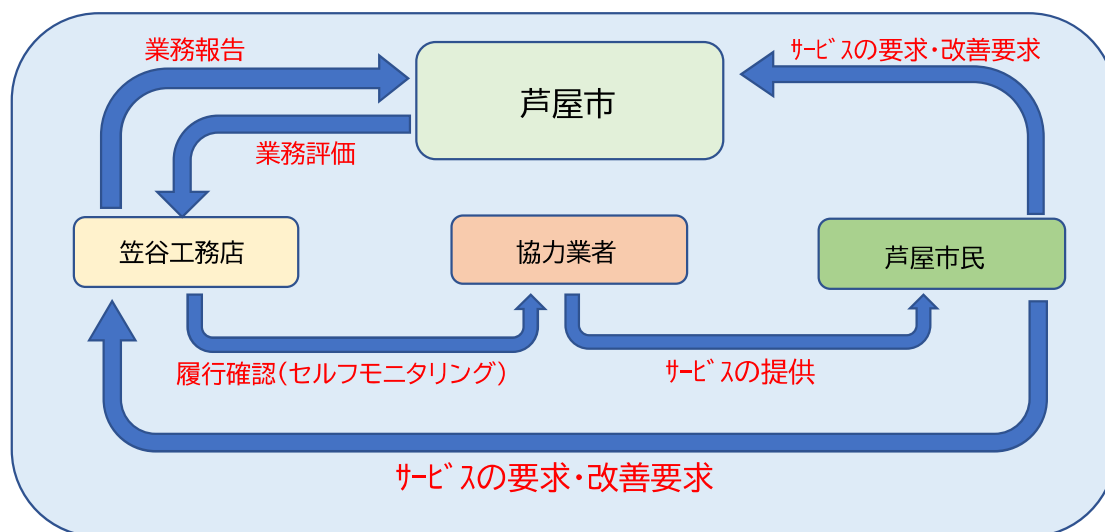 業務報告
ｻｰﾋﾞｽの要求・改善要求
芦屋市
業務評価
笠谷工務店
協力業者
芦屋市民
履行確認(セルフモニタリング)
ｻｰﾋﾞｽの提供
ｻｰﾋﾞｽの要求・改善要求